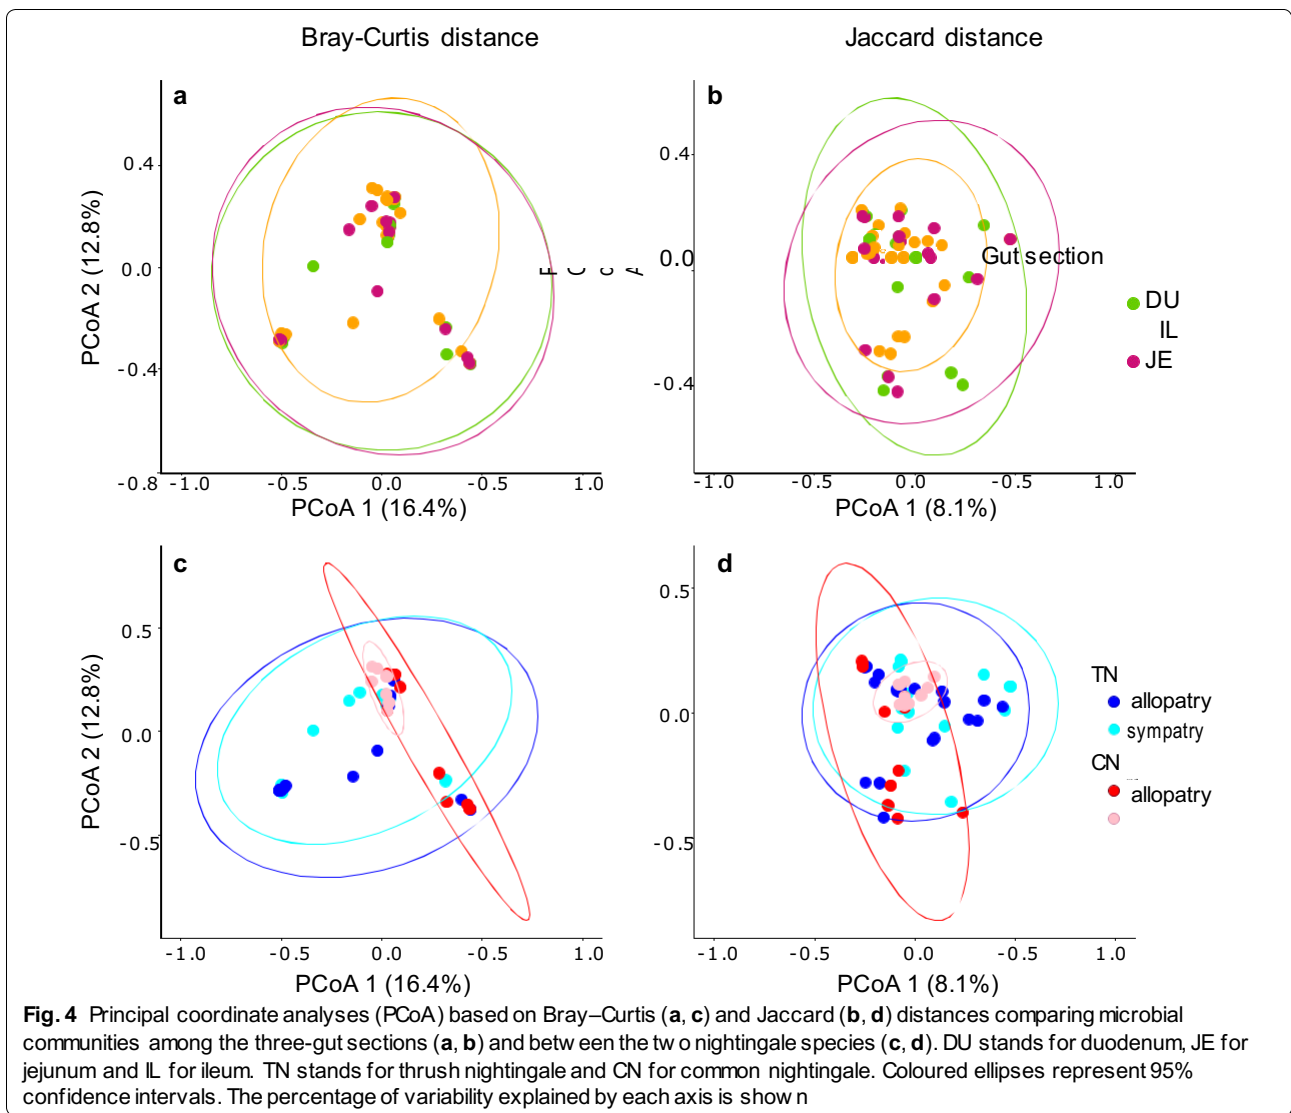 Bray-Curtis distance
Jaccard distance
a
b
0.4
0.0
-0.4
-0.8
-1.0
-0.5
0.0
-0.5
1.0
PCoA 2 (12.8%)
PCoA 1 (16.4%)
0.4
0.0
-0.4
-1.0
-0.5
0.0
-0.5
1.0
PCoA 1 (8.1%)
Gut section
DU
IL
JE
c
d
0.5
0.0
-0.5
-1.0
-0.5
0.0
-0.5
1.0
PCoA 2 (12.8%)
PCoA 1 (16.4%)
0.5
0.0
-0.5
-1.0
-0.5
0.0
-0.5
1.0
PCoA 1 (8.1%)
TN
allopatry
sympatry
CN
allopatry
Fig. 4 Principal coordinate analyses (PCoA) based on Bray–Curtis (a, c) and Jaccard (b, d) distances comparing microbial
communities among the three-gut sections (a, b) and between the two nightingale species (c, d). DU stands for duodenum, JE for
jejunum and IL for ileum. TN stands for thrush nightingale and CN for common nightingale. Coloured ellipses represent 95%
confidence intervals. The percentage of variability explained by each axis is shown